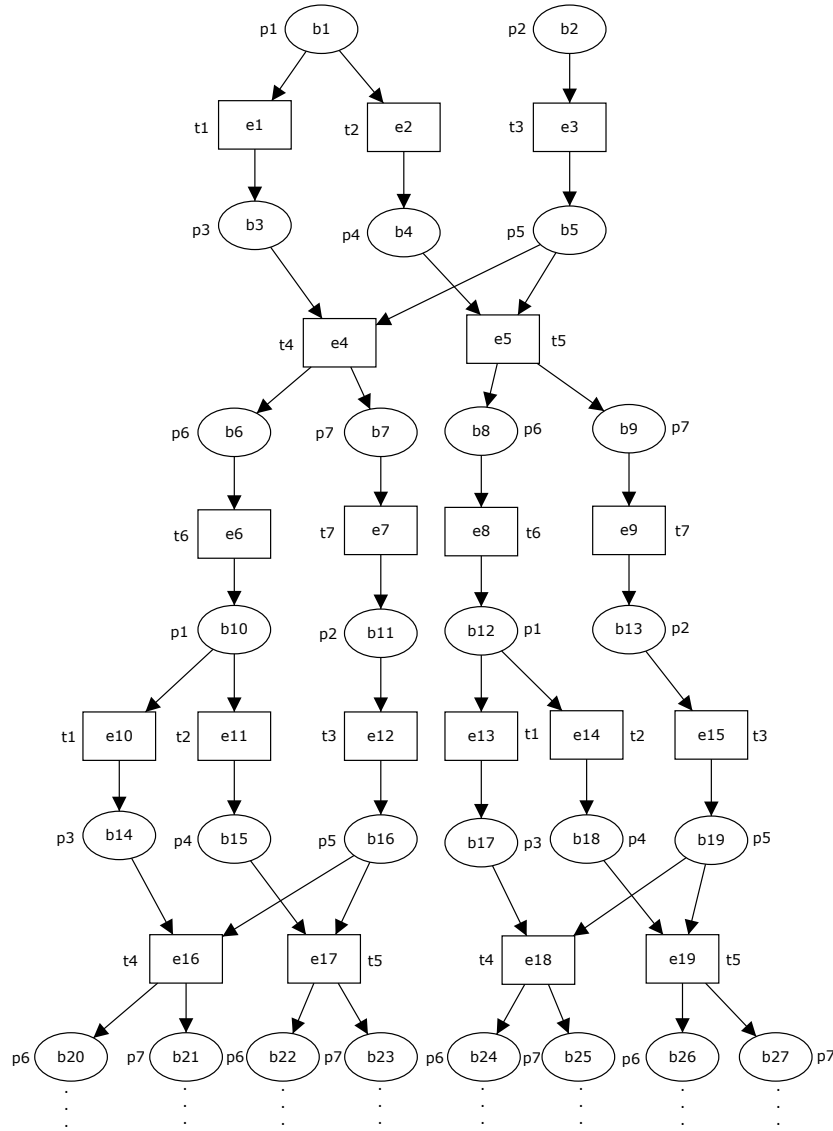 p1 b1 p2 b2
t1 e1 t2 e2 t3 e3
p3 b3 p4 b4 p5 b5
t4 e4 e5 t5
p6 b6 p7 b7 b8 p6 b9 p7
t6 e6 t7 e7 e8 t6 e9 t7
p1 b10 p2 b11 b12 p1 b13 p2
t1 e10 t2 e11 t3 e12 e13 t1 e14 t2 e15 t3
p3 b14 p4 b15 p5 b16 b17 p3 b18 p4 b19 p5
t4 e16 e17 t5 t4 e18 e19 t5
p6 b20 p7 b21 p6 b22 p7 b23 p6 b24 p7 b25 p6 b26 b27 p7